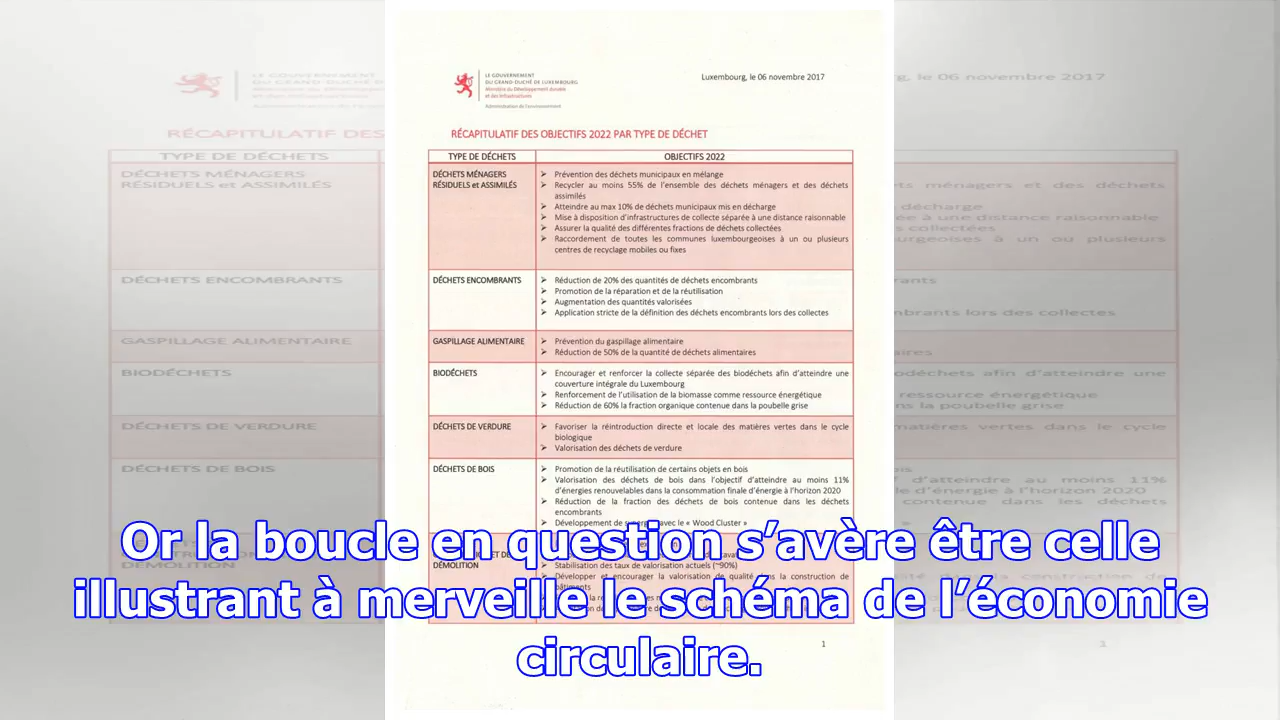 LE GOUVERNEMENT
DU GRAND-DUCHÉ DE LUXEMBOURG
Ministère du Développement durable
et des Infrastructures
Administration de l'environnement
Luxembourg, le 06 novembre 2017
RÉCAPITULATIF DES OBJECTIFS 2022 PAR TYPE DE DÉCHET
TYPE DE DÉCHETS OBJECTIFS 2022
DÉCHETS MÉNAGERS
RÉSIDUELS et ASSIMILÉS
➢ Prévention des déchets municipaux en mélange
➢ Recycler au moins 55% de l'ensemble des déchets ménagers et des déchets
assimilés
➢ Atteindre au max 10% de déchets municipaux mis en décharge
➢ Mise à disposition d'infrastructures de collecte séparée à une distance raisonnable
➢ Assurer la qualité des différentes fractions de déchets collectées
➢ Raccordement de toutes les communes luxembourgeoises à un ou plusieurs
centres de recyclage mobiles ou fixes
DÉCHETS ENCOMBRANTS
➢ Réduction de 20% des quantités de déchets encombrants
➢ Promotion de la réparation et de la réutilisation
➢ Augmentation des quantités valorisées
➢ Application stricte de la définition des déchets encombrants lors des collectes
GASPILLAGE ALIMENTAIRE
➢ Prévention du gaspillage alimentaire
➢ Réduction de 50% de la quantité de déchets alimentaires
BIODÉCHETS
➢ Encourager et renforcer la collecte séparée des biodéchets afin d'atteindre une
couverture intégrale du Luxembourg
➢ Renforcement de l'utilisation de la biomasse comme ressource énergétique
➢ Réduction de 60% la fraction organique contenue dans la poubelle grise
DÉCHETS DE VERDURE
➢ Favoriser la réintroduction directe et locale des matières vertes dans le cycle
biologique
➢ Valorisation des déchets de verdure
DÉCHETS DE BOIS
➢ Promotion de la réutilisation de certains objets en bois
➢ Valorisation des déchets de bois dans l'objectif d'atteindre au moins 11%
d'énergies renouvelables dans la consommation finale d'énergie à l'horizon 2020
➢ Réduction de la fraction des déchets de bois contenue dans les déchets
encombrants
➢ Développement de avec le « Wood Cluster »
DÉMOLITION
➢ Stabilisation des taux de valorisation actuels (~90%)
➢ Développer et encourager la valorisation de qualité dans la construction de
Or la boucle en question s'avère être celle
illustrant à merveille le schéma de l'économie
circulaire.
1